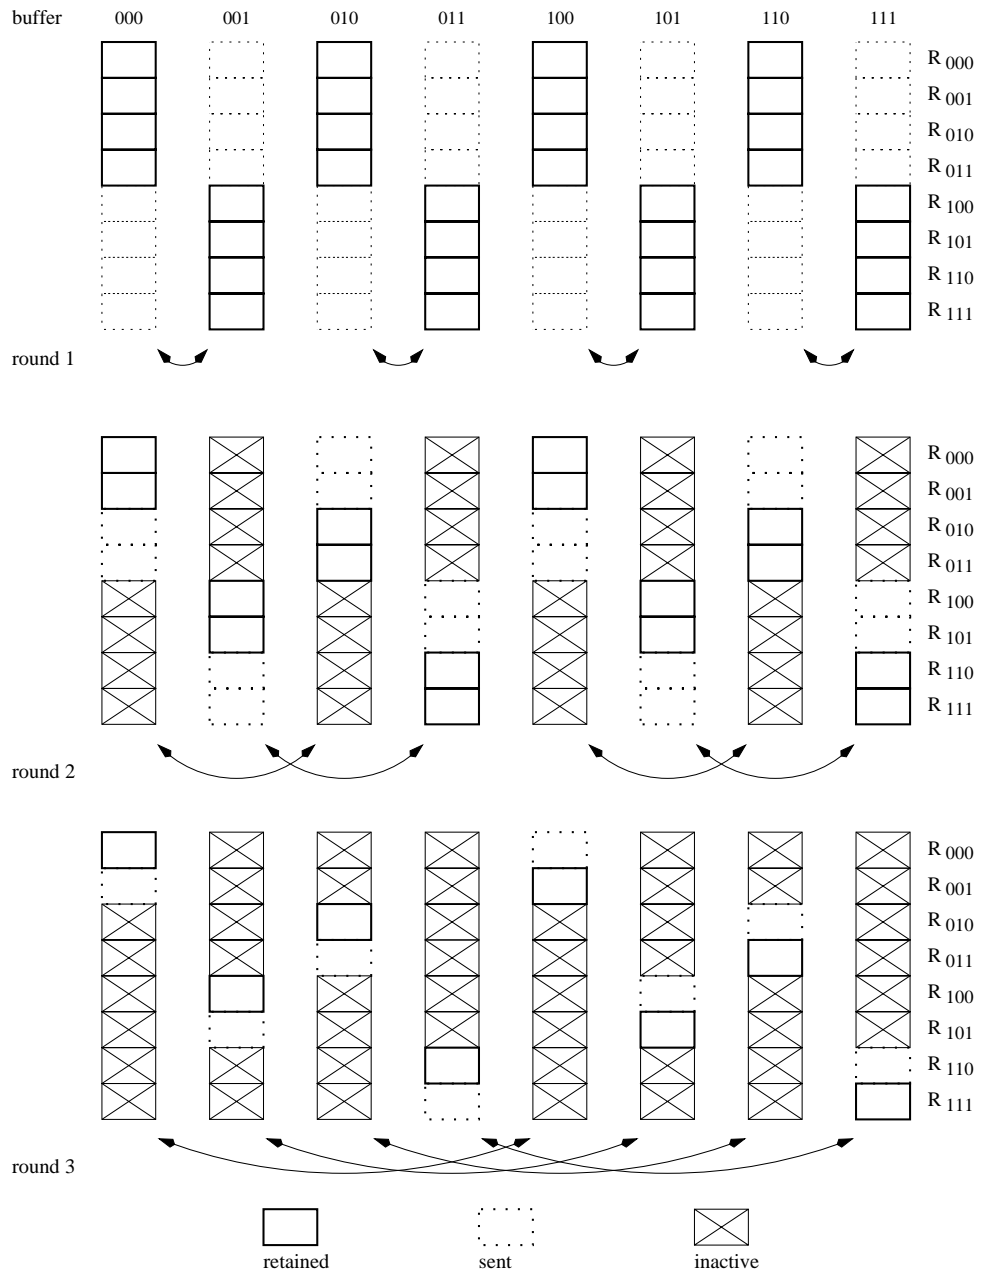 buffer 000 001 010 011 100 101 110 111
R 000
R 001
R 010
R 011
R 100
R 101
R 110
R 111
round 1
R 000
R 001
R 010
R 011
R 100
R 101
R 110
R 111
round 2
R 000
R 001
R 010
R 011
R 100
R 101
R 110
R 111
round 3
retained sent inactive